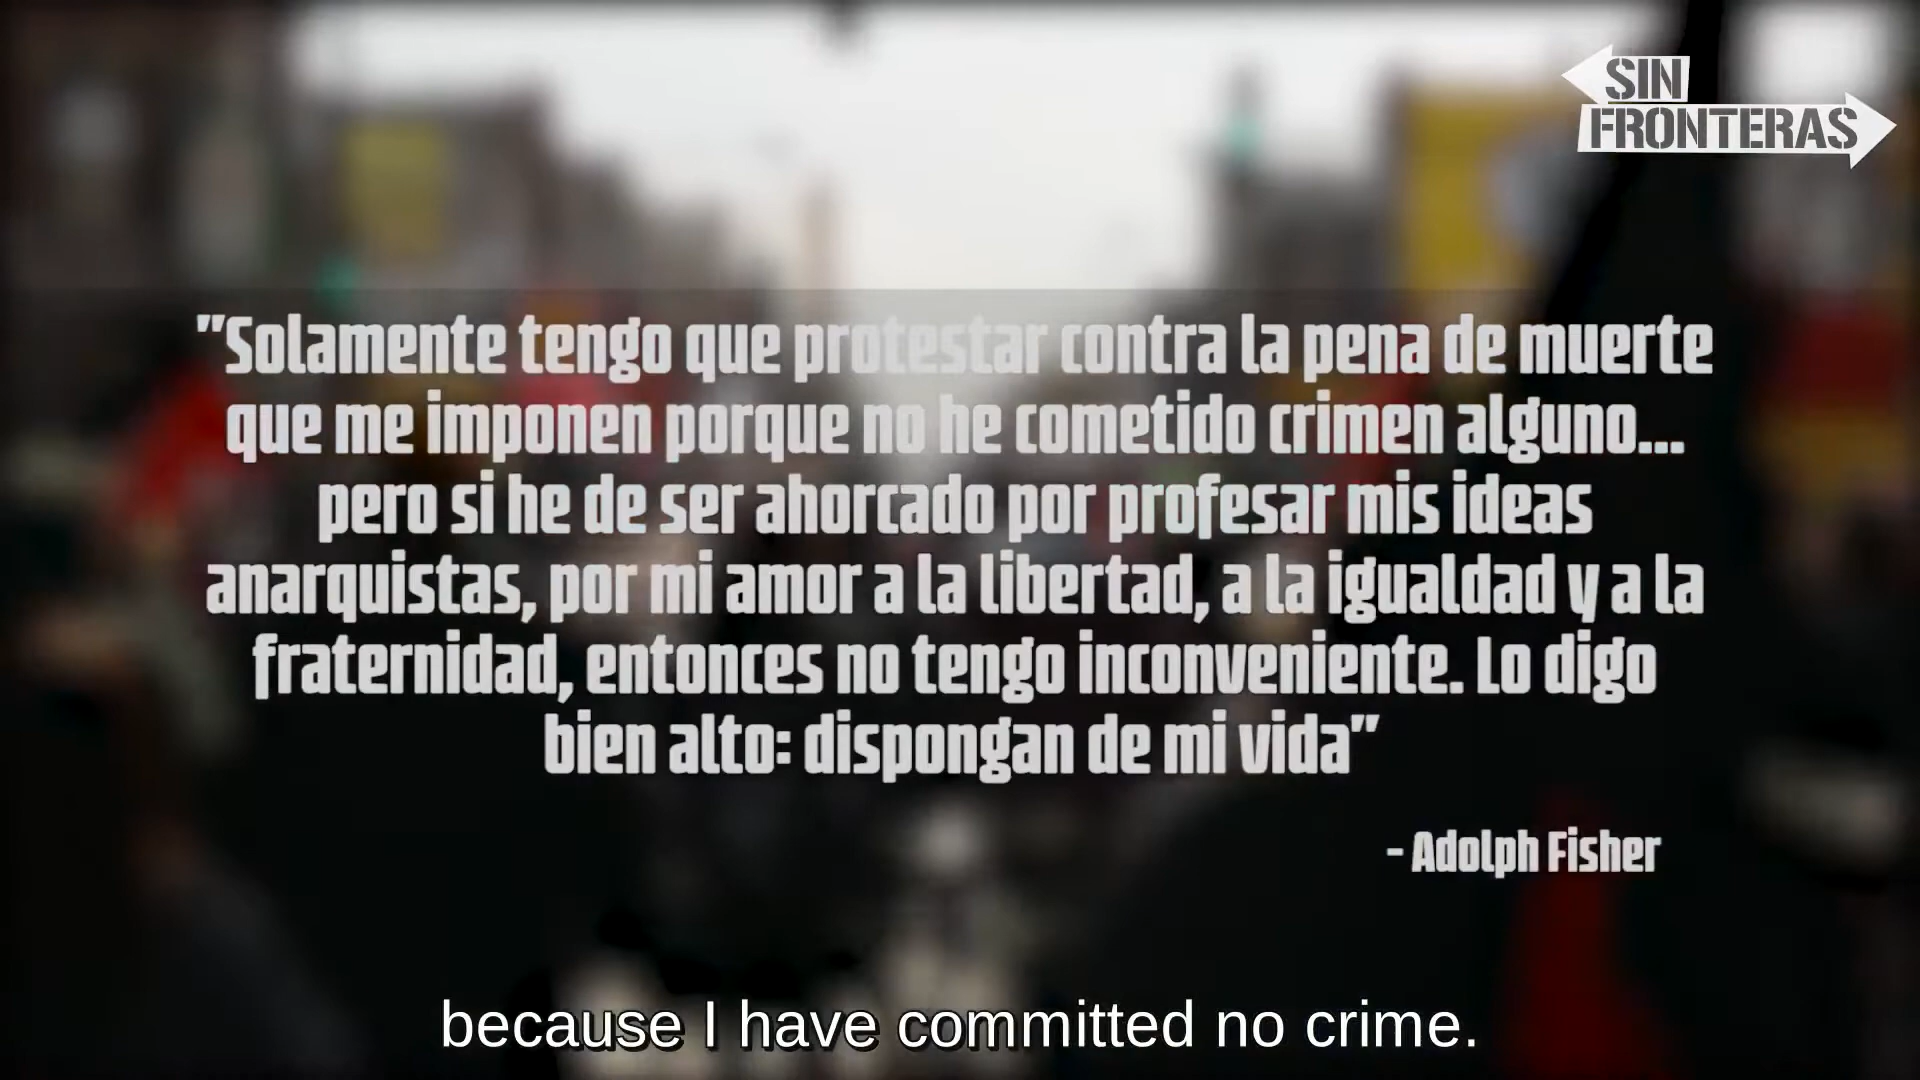 SIN
FRONTERAS
"Solamente tengo que protestar contra la pena de muerte
que me imponen porque no he cometido crimen alguno...
pero si he de ser ahorcado por profesar mis ideas
anarquistas, por mi amor a la libertad, a la igualdad y a la
fraternidad, entonces no tengo inconveniente. Lo digo
bien alto: dispongan de mi vida"
- Adolph Fisher
because I have committed no crime.